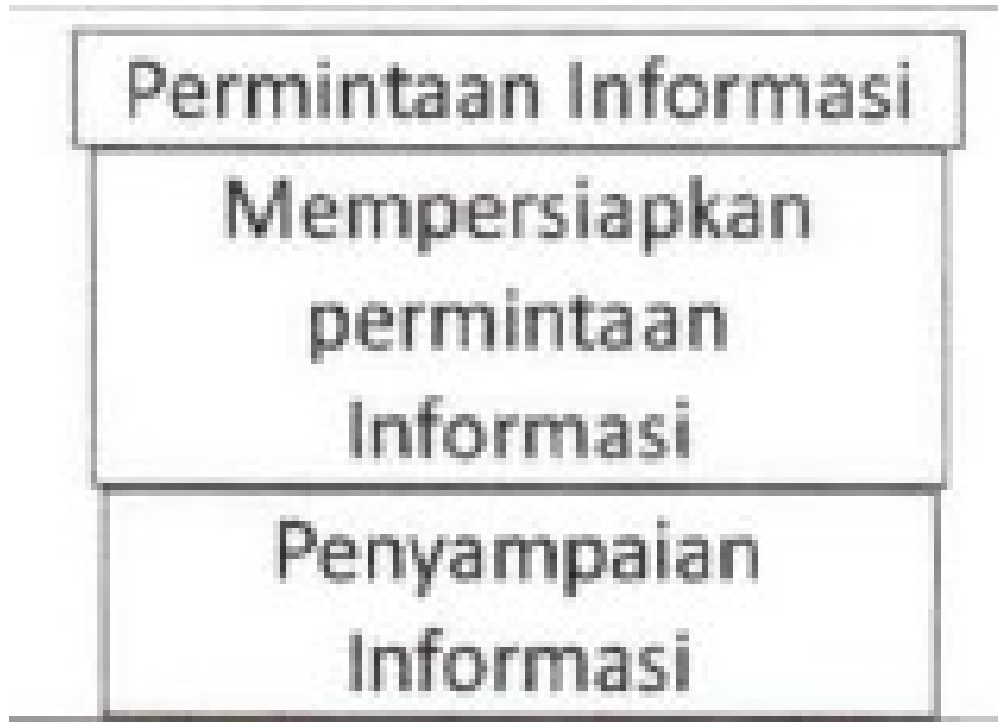 Permintaan Informasi
Mempersiapkan
permintaan
Informasi
Penyampaian
Informasi